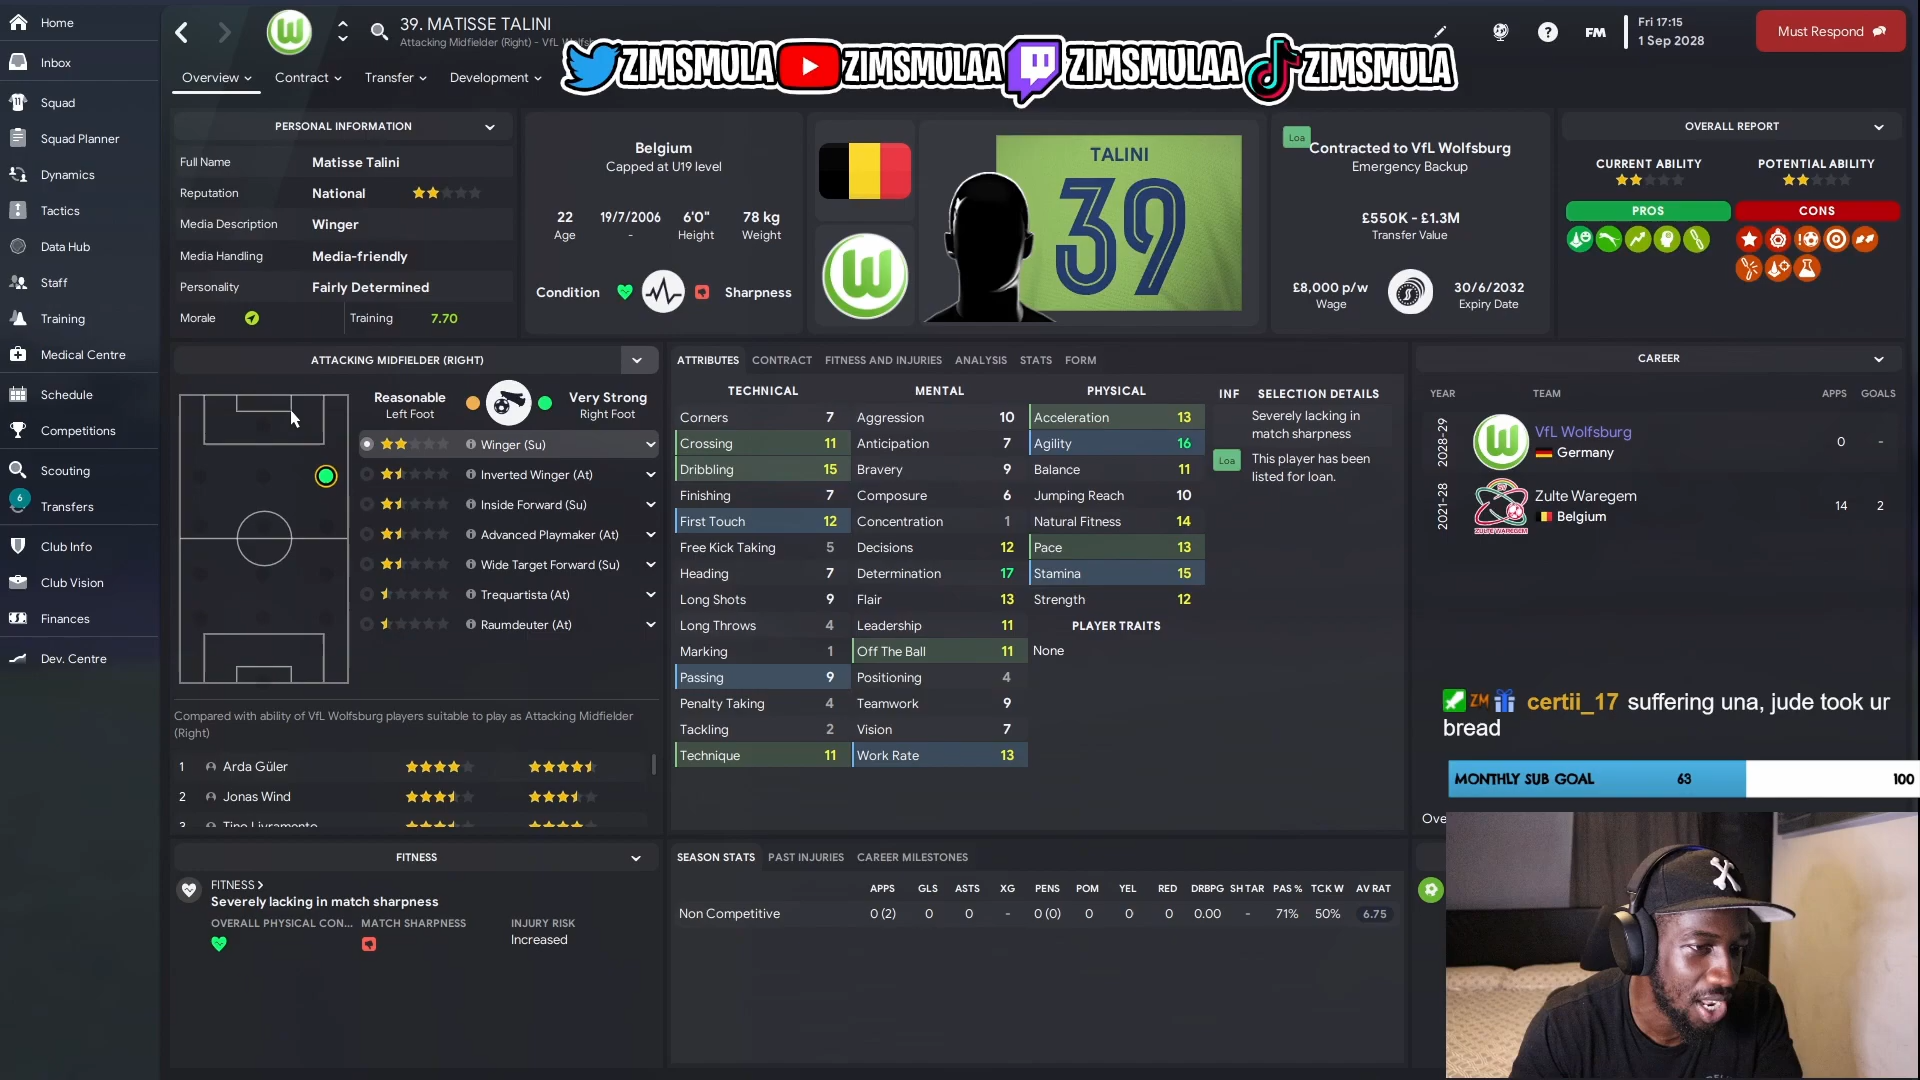 Home
Inbox
Squad
Squad Planner
Dynamics
Tactics
Data Hub
Staff
Training
Medical Centre
Schedule
Competitions
Scouting
6
Transfers
Club Info
Club Vision
Finances
Dev. Centre
39. MATISSE TALINI
Attacking Midfielder (Right) - VfL
Overview
Contract
Transfer
Development
ZIMSMULA
ZIMSMULAA
ZIMSMULAA
ZIMSMULA
FM
Fri 17:15
1 Sep 2028
Must Respond
PERSONAL INFORMATION
Full Name Matisse Talini
Reputation National
Media Description Winger
Media Handling Media-friendly
Personality Fairly Determined
Morale Training 7.70
Belgium
Capped at U19 level
22 19/7/2006 6'0" 78 kg
Age - Height Weight
Condition Sharpness
TALINI
39
Loa
Contracted to VfL Wolfsburg
Emergency Backup
£550K - £1.3M
Transfer Value
£8,000 p/w 30/6/2032
Wage Expiry Date
OVERALL REPORT
CURRENT ABILITY POTENTIAL ABILITY
PROS CONS
ATTACKING MIDFIELDER (RIGHT)
Reasonable Very Strong
Left Foot Right Foot
Winger (Su)
Inverted Winger (At)
Inside Forward (Su)
Advanced Playmaker (At)
Wide Target Forward (Su)
Trequartista (At)
Raumdeuter (At)
Compared with ability of VfL Wolfsburg players suitable to play as Attacking Midfielder
(Right)
1 Arda Güler
2 Jonas Wind
3 Tino Livramento
ATTRIBUTES CONTRACT FITNESS AND INJURIES ANALYSIS STATS FORM
TECHNICAL MENTAL PHYSICAL
Corners 7 Aggression 10 Acceleration 13
Crossing 11 Anticipation 7 Agility 16
Dribbling 15 Bravery 9 Balance 11
Finishing 7 Composure 6 Jumping Reach 10
First Touch 12 Concentration 1 Natural Fitness 14
Free Kick Taking 5 Decisions 12 Pace 13
Heading 7 Determination 17 Stamina 15
Long Shots 9 Flair 13 Strength 12
Long Throws 4 Leadership 11 PLAYER TRAITS
Marking 1 Off The Ball 11 None
Passing 9 Positioning 4
Penalty Taking 4 Teamwork 9
Tackling 2 Vision 7
Technique 11 Work Rate 13
INF SELECTION DETAILS
Severely lacking in
match sharpness
Loa This player has been
listed for loan.
CAREER
YEAR TEAM APPS GOALS
2028-29 VfL Wolfsburg 0 -
Germany
2021-28 Zulte Waregem 14 2
Belgium
ZULTE WAREGEM
ZM certii_17 suffering una, jude took ur
bread
MONTHLY SUB GOAL 63 100
Ove
FITNESS
FITNESS
Severely lacking in match sharpness
OVERALL PHYSICAL CON... MATCH SHARPNESS INJURY RISK
Increased
SEASON STATS PAST INJURIES CAREER MILESTONES
APPS GLS ASTS XG PENS POM YEL RED DRBPG SH TAR PAS % TCK W AV RAT
Non Competitive 0 (2) 0 0 - 0 (0) 0 0 0 0.00 - 71% 50% 6.75